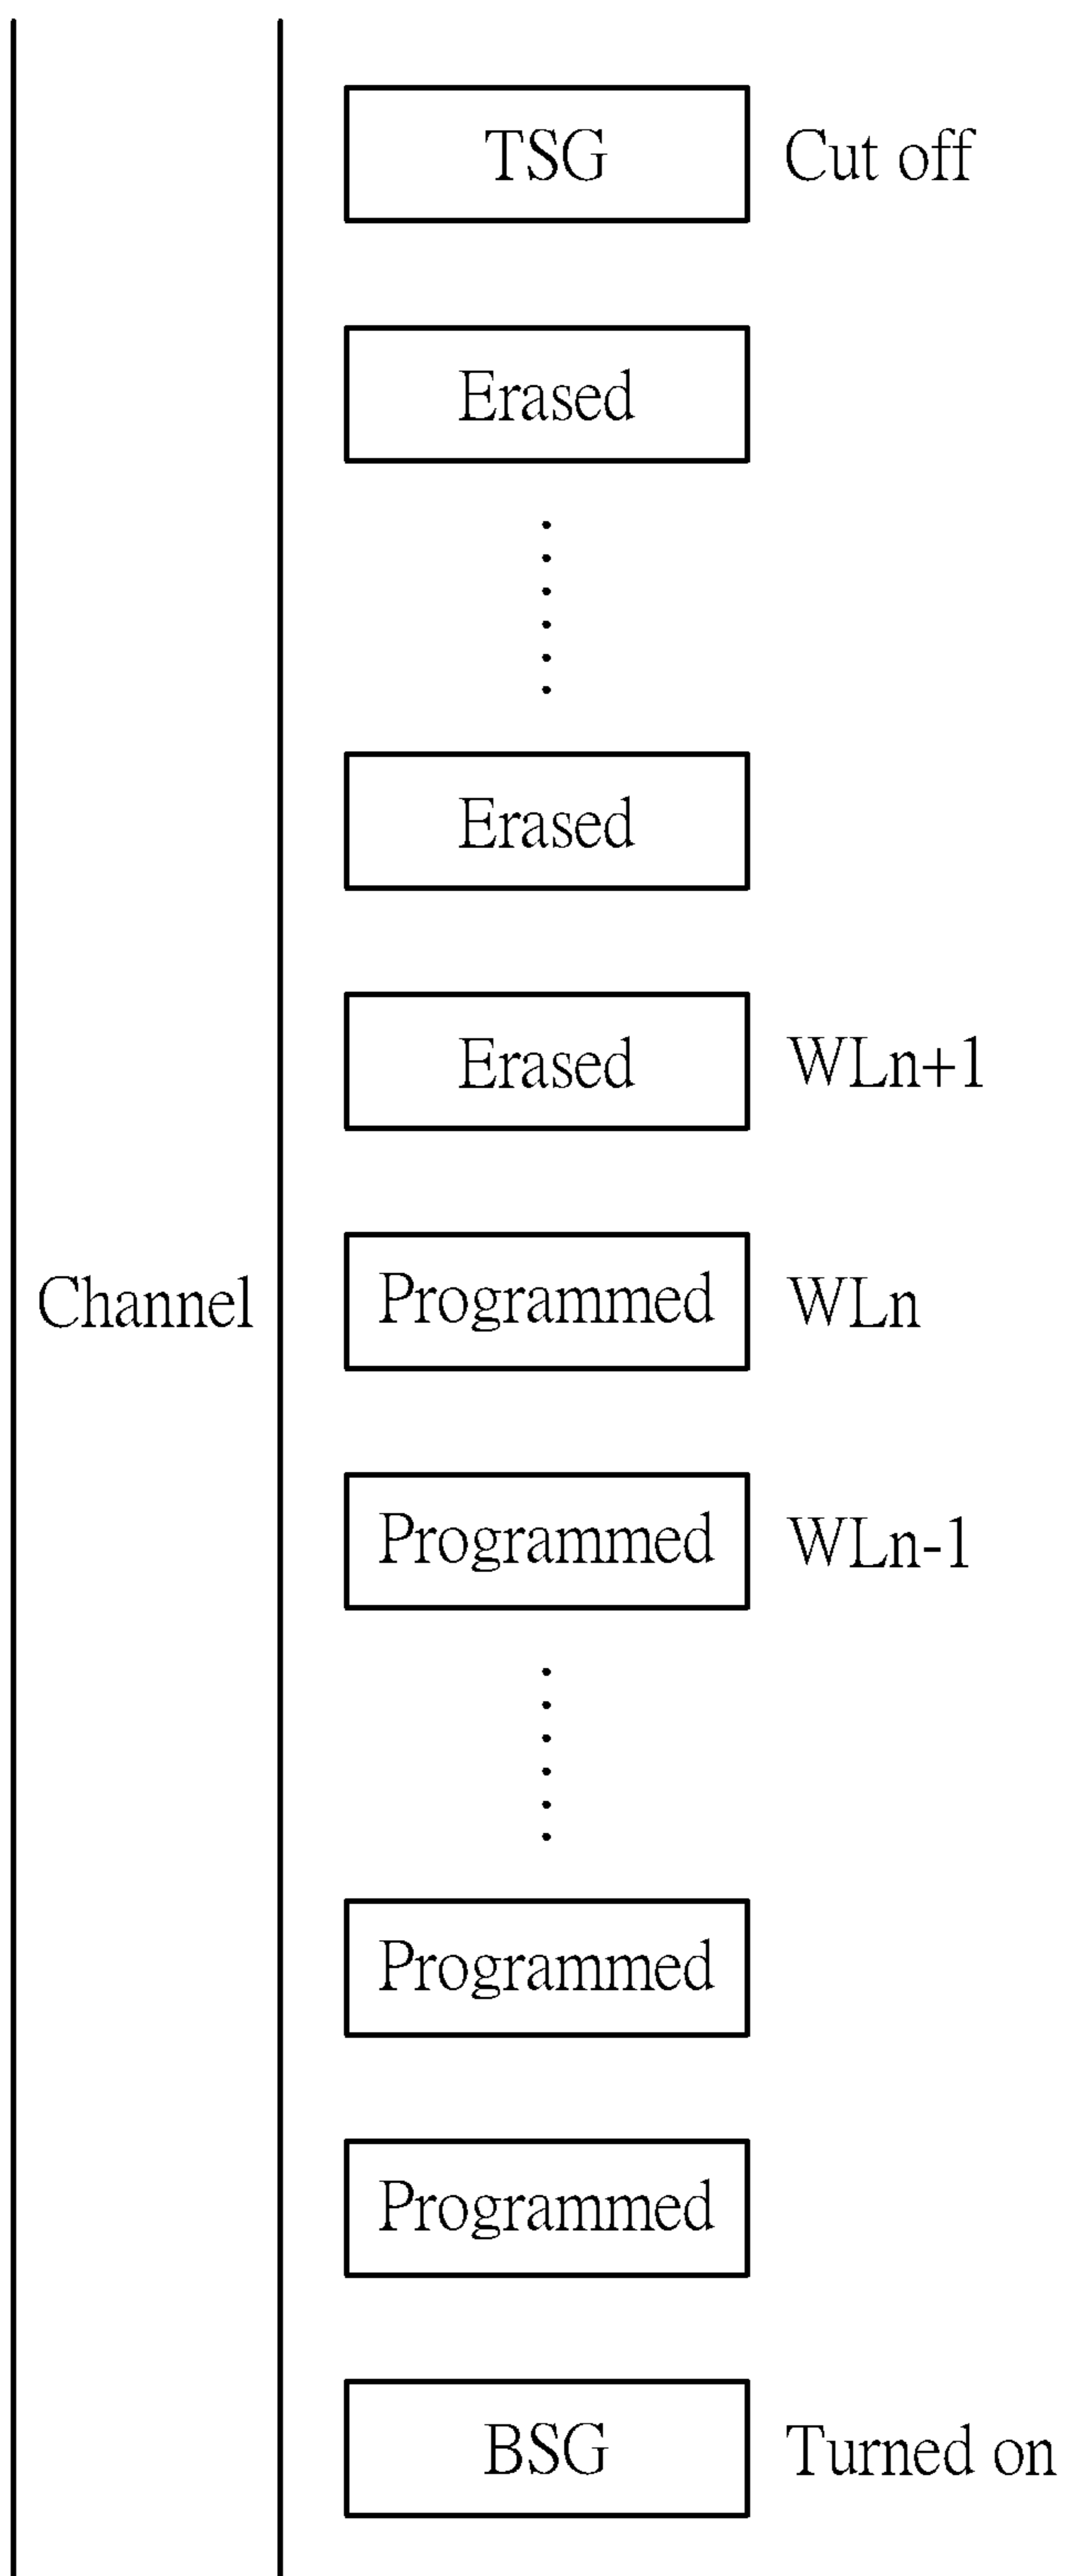 TSG Cut off
Erased
Erased
Erased WLn+1
Channel Programmed WLn
Programmed WLn-1
Programmed
Programmed
BSG Turned on